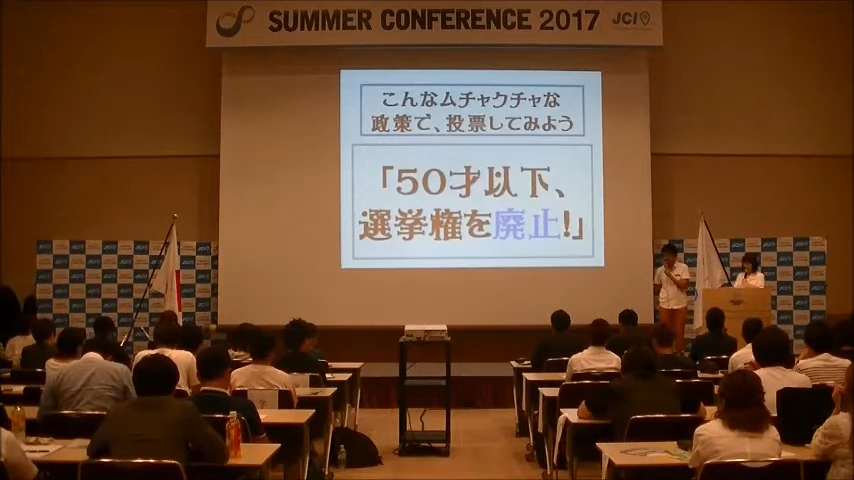 SUMMER CONFERENCE 2017
JCI
こんなムチャクチャな
政策で、投票してみよう
「50才以下、
選挙権を廃止!」